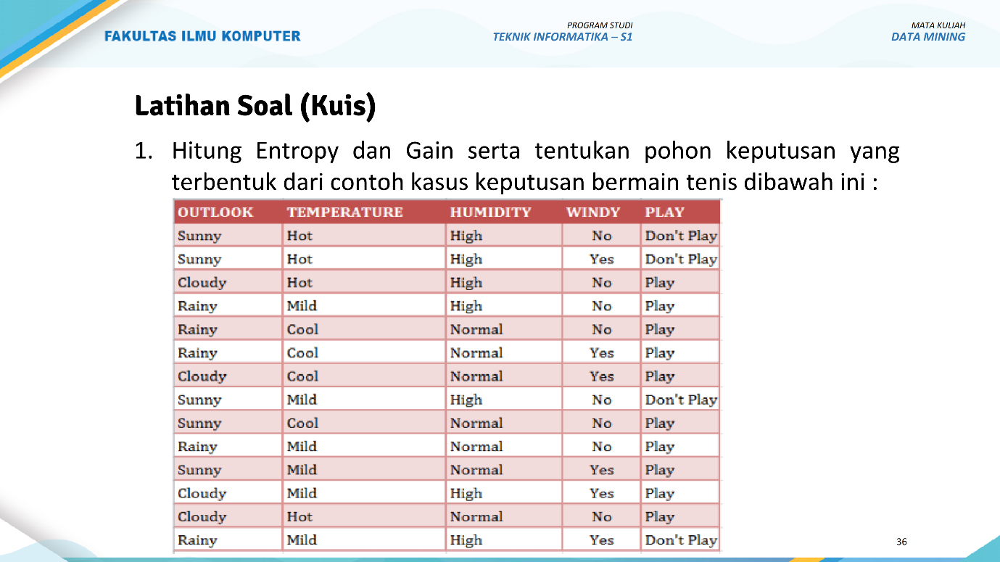 FAKULTAS ILMU KOMPUTER
PROGRAM STUDI
TEKNIK INFORMATIKA – S1
MATA KULIAH
DATA MINING
Latihan Soal (Kuis)
1. Hitung Entropy dan Gain serta tentukan pohon keputusan yang
terbentuk dari contoh kasus keputusan bermain tenis dibawah ini :
OUTLOOK TEMPERATURE HUMIDITY WINDY PLAY
Sunny Hot High No Don't Play
Sunny Hot High Yes Don't Play
Cloudy Hot High No Play
Rainy Mild High No Play
Rainy Cool Normal No Play
Rainy Cool Normal Yes Play
Cloudy Cool Normal Yes Play
Sunny Mild High No Don't Play
Sunny Cool Normal No Play
Rainy Mild Normal No Play
Sunny Mild Normal Yes Play
Cloudy Mild High Yes Play
Cloudy Hot Normal No Play
Rainy Mild High Yes Don't Play
36